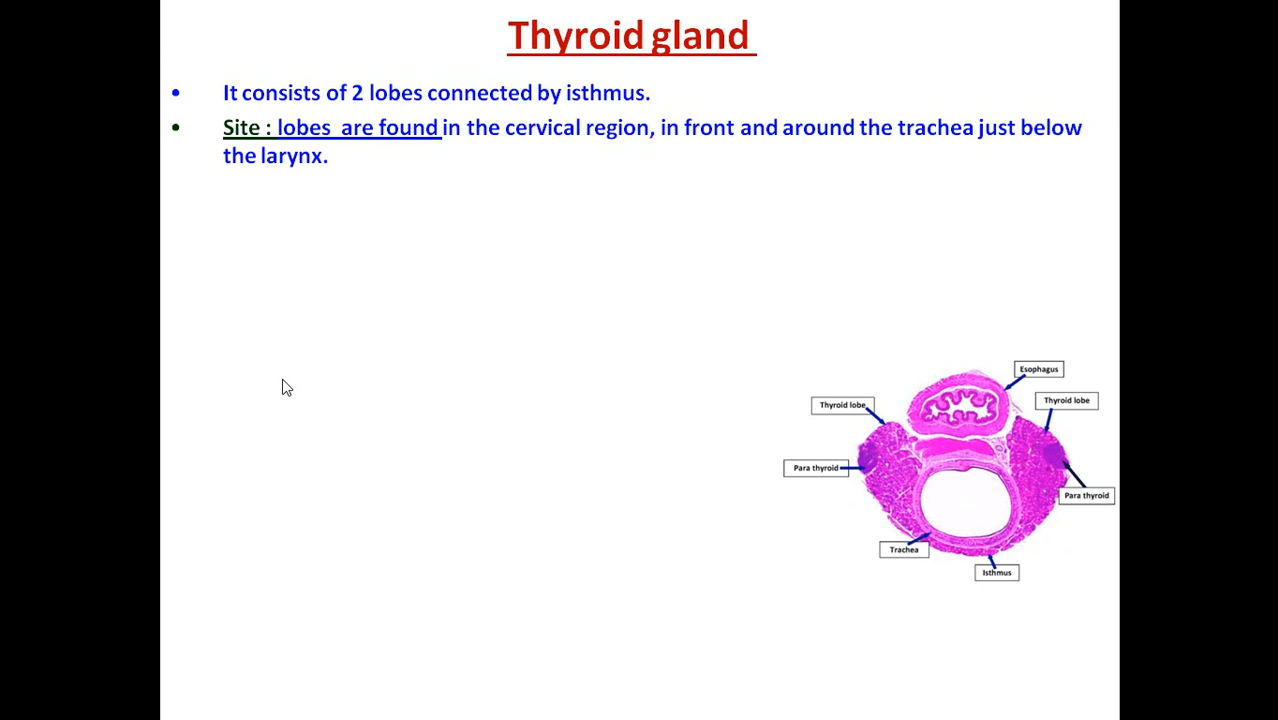 Thyroid gland
• It consists of 2 lobes connected by isthmus.
• Site : lobes are found in the cervical region, in front and around the trachea just below
the larynx.
Esophagus
Thyroid lobe
Thyroid lobe
Para thyroid
Para thyroid
Trachea
Isthmus